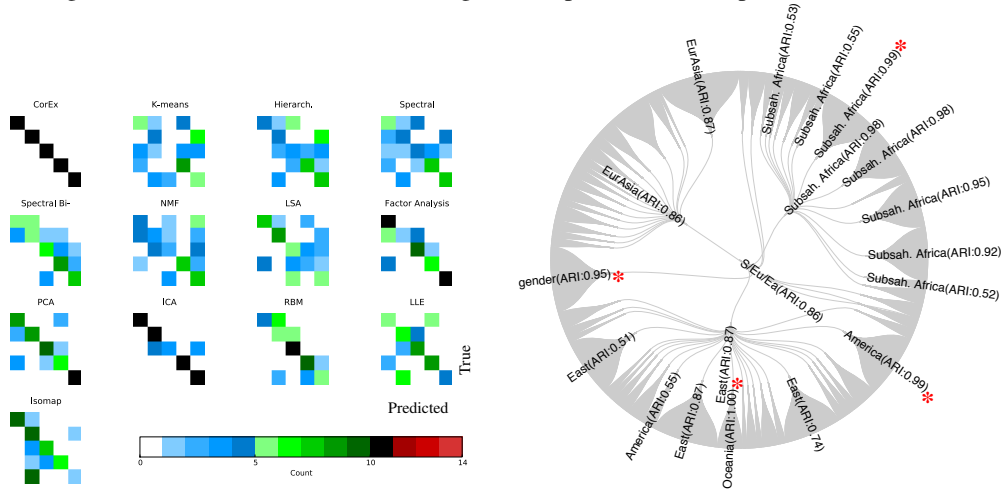 CorEx
K-means
Hierarch.
Spectral
Spectral Bi-
NMF
LSA
Factor Analysis
PCA
ICA
RBM
LLE
Isomap
True
Predicted
0
5
10
14
Count
EurAsia(ARI:0.87)
Subsah. Africa(ARI:0.53)
Subsah. Africa(ARI:0.55)
Subsah. Africa(ARI:0.99)*
Subsah. Africa(ARI:0.98)
Subsah. Africa(ARI:0.98)
Subsah. Africa(ARI:0.95)
Subsah. Africa(ARI:0.92)
Subsah. Africa(ARI:0.52)
EurAsia(ARI:0.86)
gender(ARI:0.95)*
S/Eu/Ea(ARI:0.86)
America(ARI:0.99)*
East(ARI:0.51)
America(ARI:0.55)
East(ARI:0.87)
East(ARI:0.87)
Oceania(ARI:1.00)*
East(ARI:0.74)